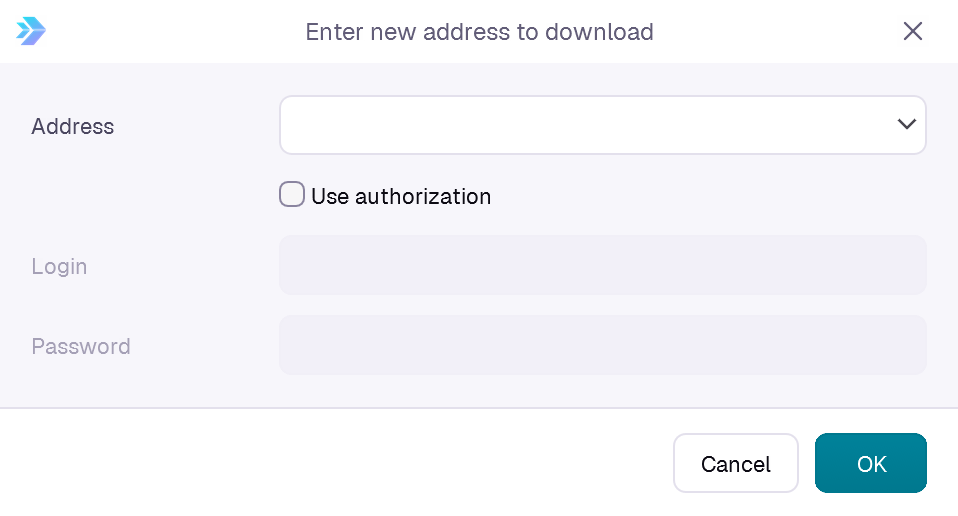 Enter new address to download
Address
Use authorization
Login
Password
Cancel
OK